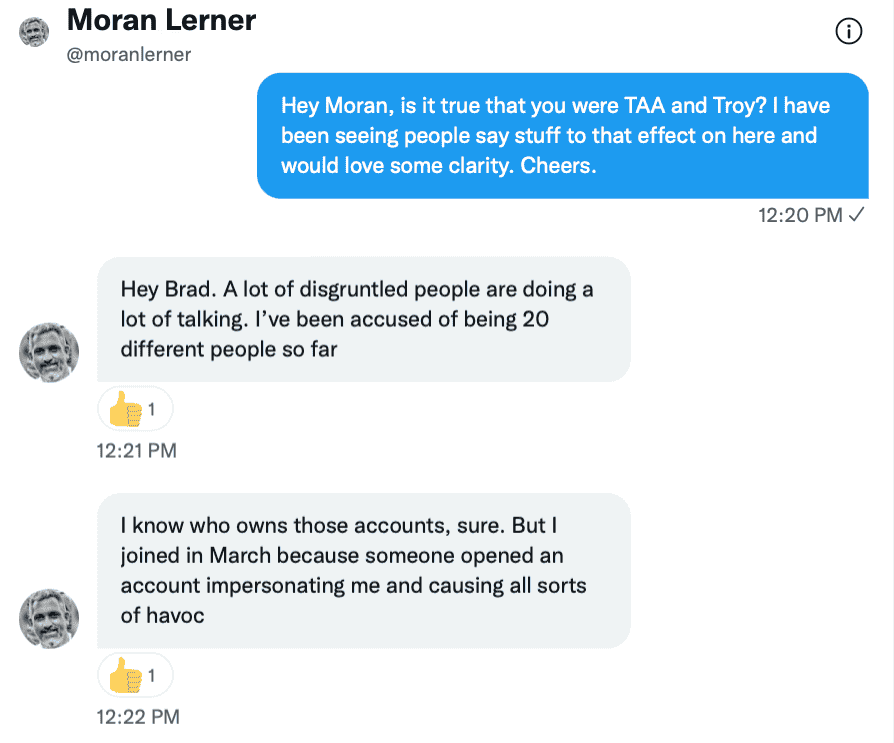 Moran Lerner
@moranlerner
Hey Moran, is it true that you were TAA and Troy? I have
been seeing people say stuff to that effect on here and
would love some clarity. Cheers.
12:20 PM ✓
Hey Brad. A lot of disgruntled people are doing a
lot of talking. I’ve been accused of being 20
different people so far
👍 1
12:21 PM
I know who owns those accounts, sure. But I
joined in March because someone opened an
account impersonating me and causing all sorts
of havoc
👍 1
12:22 PM